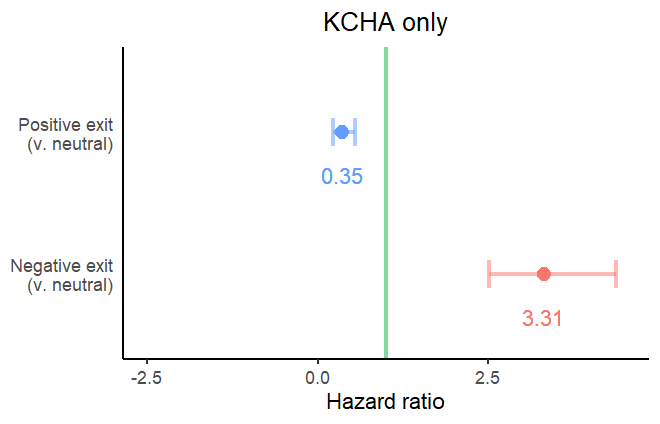 KCHA only
Positive exit
(v. neutral)
0.35
Negative exit
(v. neutral)
3.31
-2.5 0.0 2.5
Hazard ratio